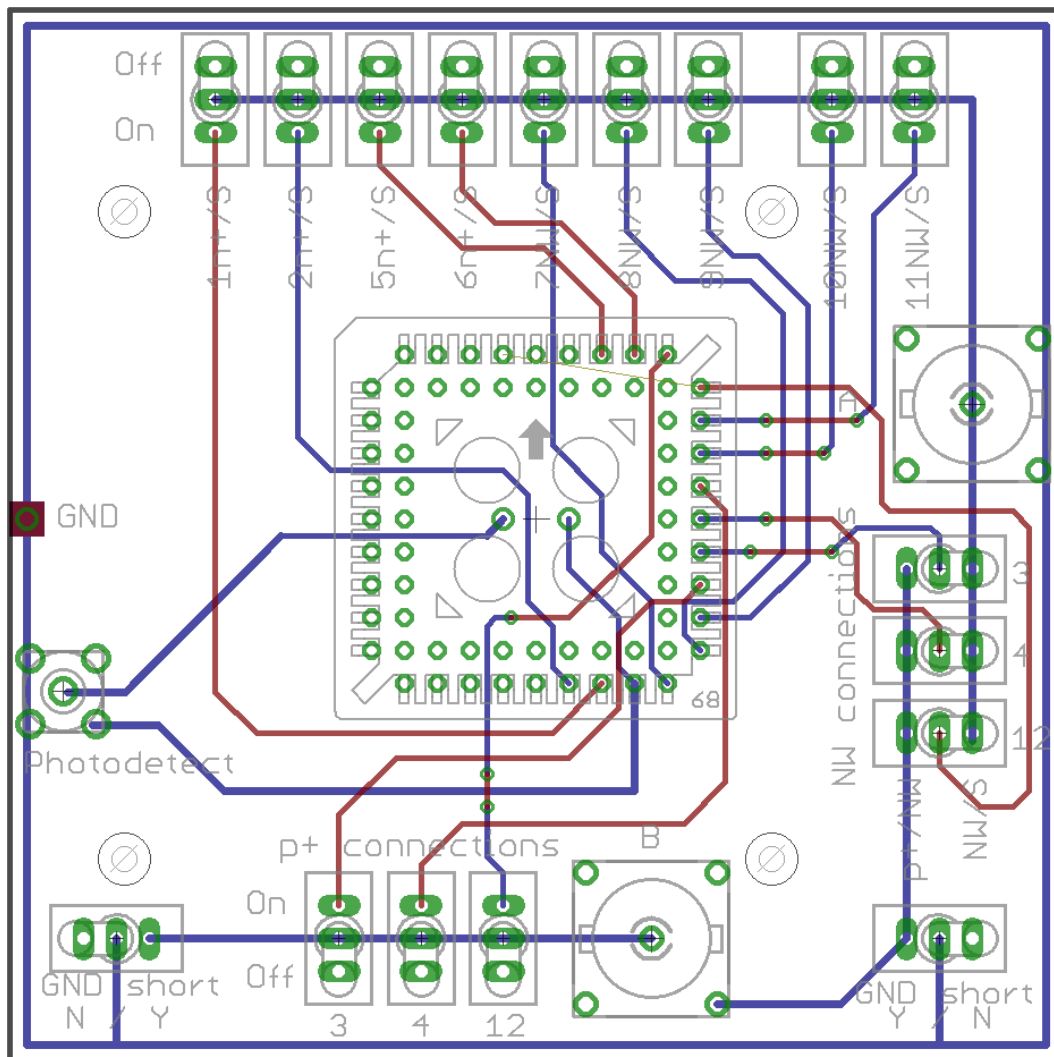 Off
On
1n+/S
2n+/S
5n+/S
6n+/S
7NW/S
8NW/S
9NW/S
10NW/S
11NW/S
A
GND
3
NW connections
4
68
12
Photodetect
p+/NW
S/NW
p+ connections
B
On
Off
GND short
N / Y
3
4
12
GND short
Y / N